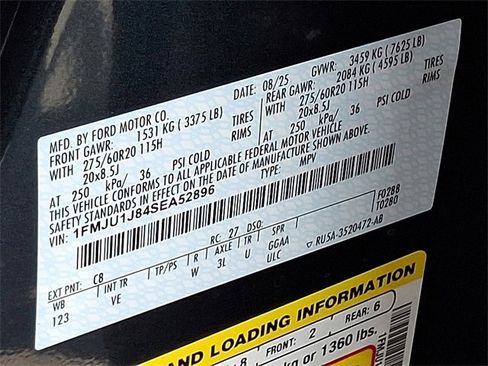 MFD. BY FORD MOTOR CO.
DATE: 08/25 GVWR: 3459 KG (7625 LB)
FRONT GAWR: 1531 KG (3375 LB) REAR GAWR: 2084 KG (4595 LB)
WITH 275/60R20 115H TIRES WITH 275/60R20 115H TIRES
20x8.5J RIMS 20x8.5J RIMS
AT 250 kPa/ 36 PSI COLD AT 250 kPa/ 36 PSI COLD
THIS VEHICLE CONFORMS TO ALL APPLICABLE FEDERAL MOTOR VEHICLE
SAFETY STANDARDS IN EFFECT ON THE DATE OF MANUFACTURE SHOWN ABOVE.
VIN: 1FMJU1J84SEA52896 TYPE: MPV
F0288
T0280
EXT PNT: C8 RC: 27 DSO:
WB INT TR TP/PS R AXLE TR SPR
123 VE W 3L U GGAA
ULC RU5A-3520472-AB
AND LOADING INFORMATION
8 FRONT: 2 REAR: 6
kg or 1360 lbs.